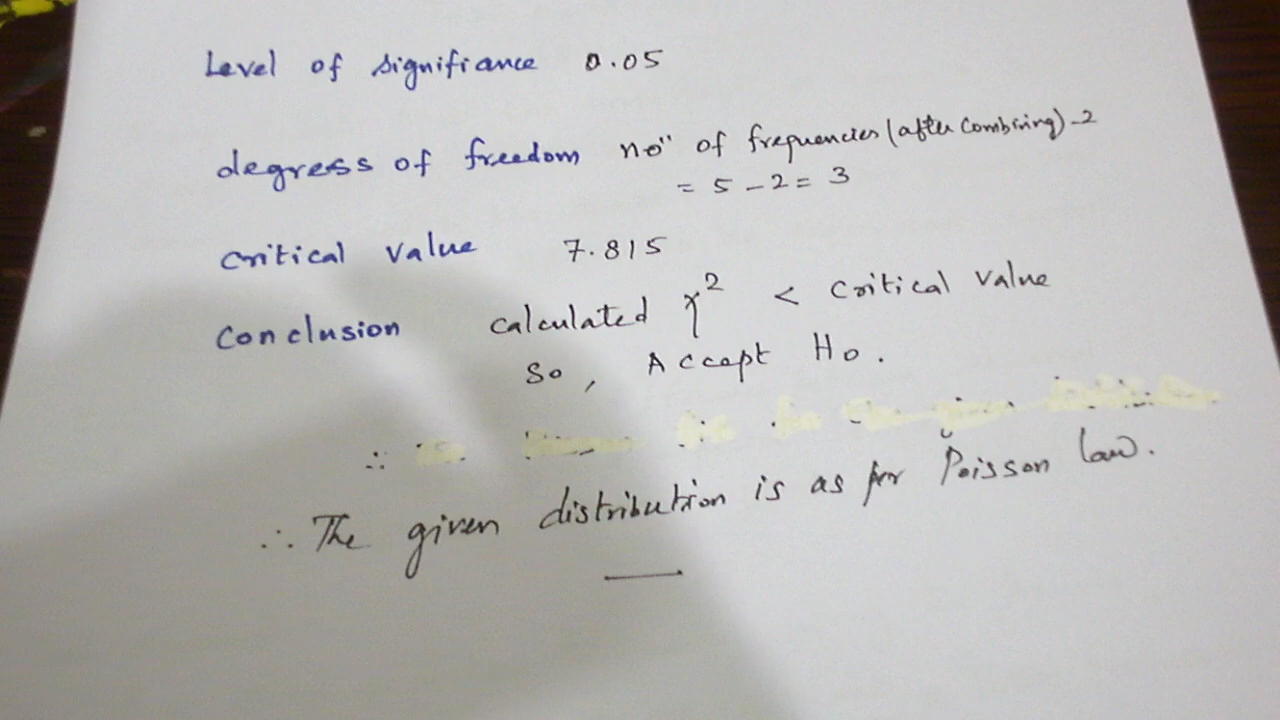 Level of signifiance 0.05
degress of freedom no" of frequencies (after combining) - 2
= 5 - 2 = 3
critical value 7.815
Conclusion calculated χ² < critical value
So, Accept Ho.
∴
∴ The given distribution is as per Poisson law.